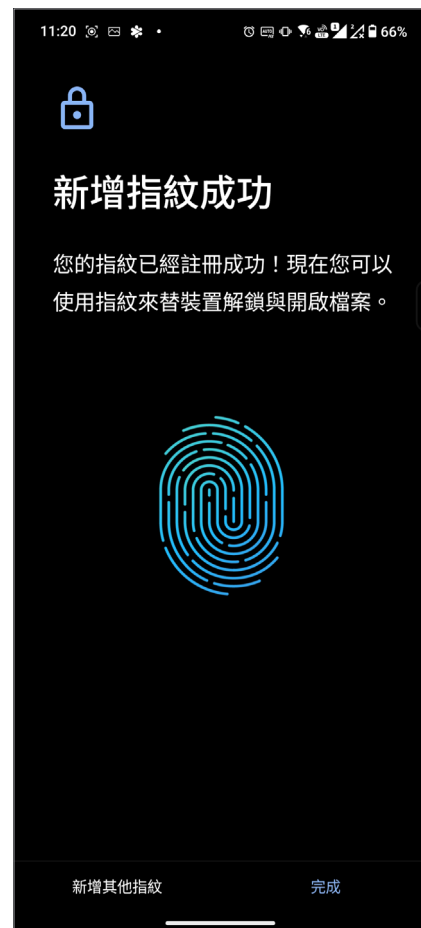 11:20
66%
新增指紋成功
您的指紋已經註冊成功！現在您可以
使用指紋來替裝置解鎖與開啟檔案。
新增其他指紋
完成